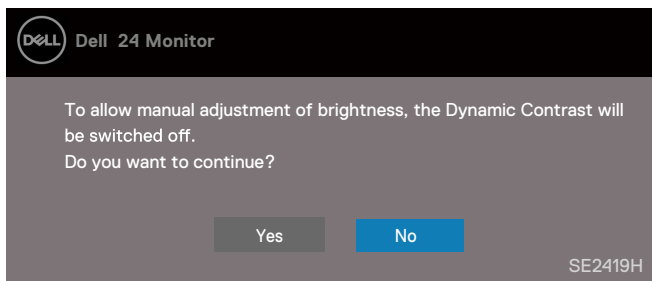 DELL
Dell 24 Monitor
To allow manual adjustment of brightness, the Dynamic Contrast will
be switched off.
Do you want to continue?
Yes
No
SE2419H